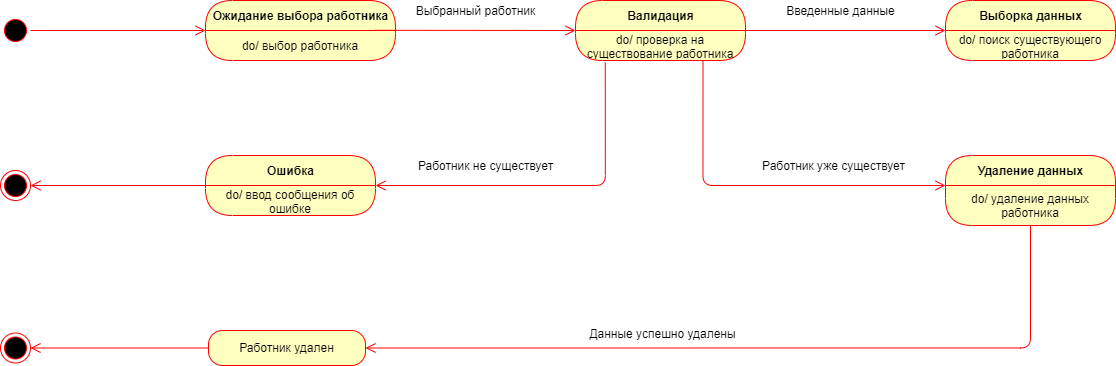 Ожидание выбора работника
do/ выбор работника
Выбранный работник
Валидация
do/ проверка на
существование работника
Введенные данные
Выборка данных
do/ поиск существующего
работника
Ошибка
do/ ввод сообщения об
ошибке
Работник не существует
Работник уже существует
Удаление данных
do/ удаление данных
работника
Работник удален
Данные успешно удалены